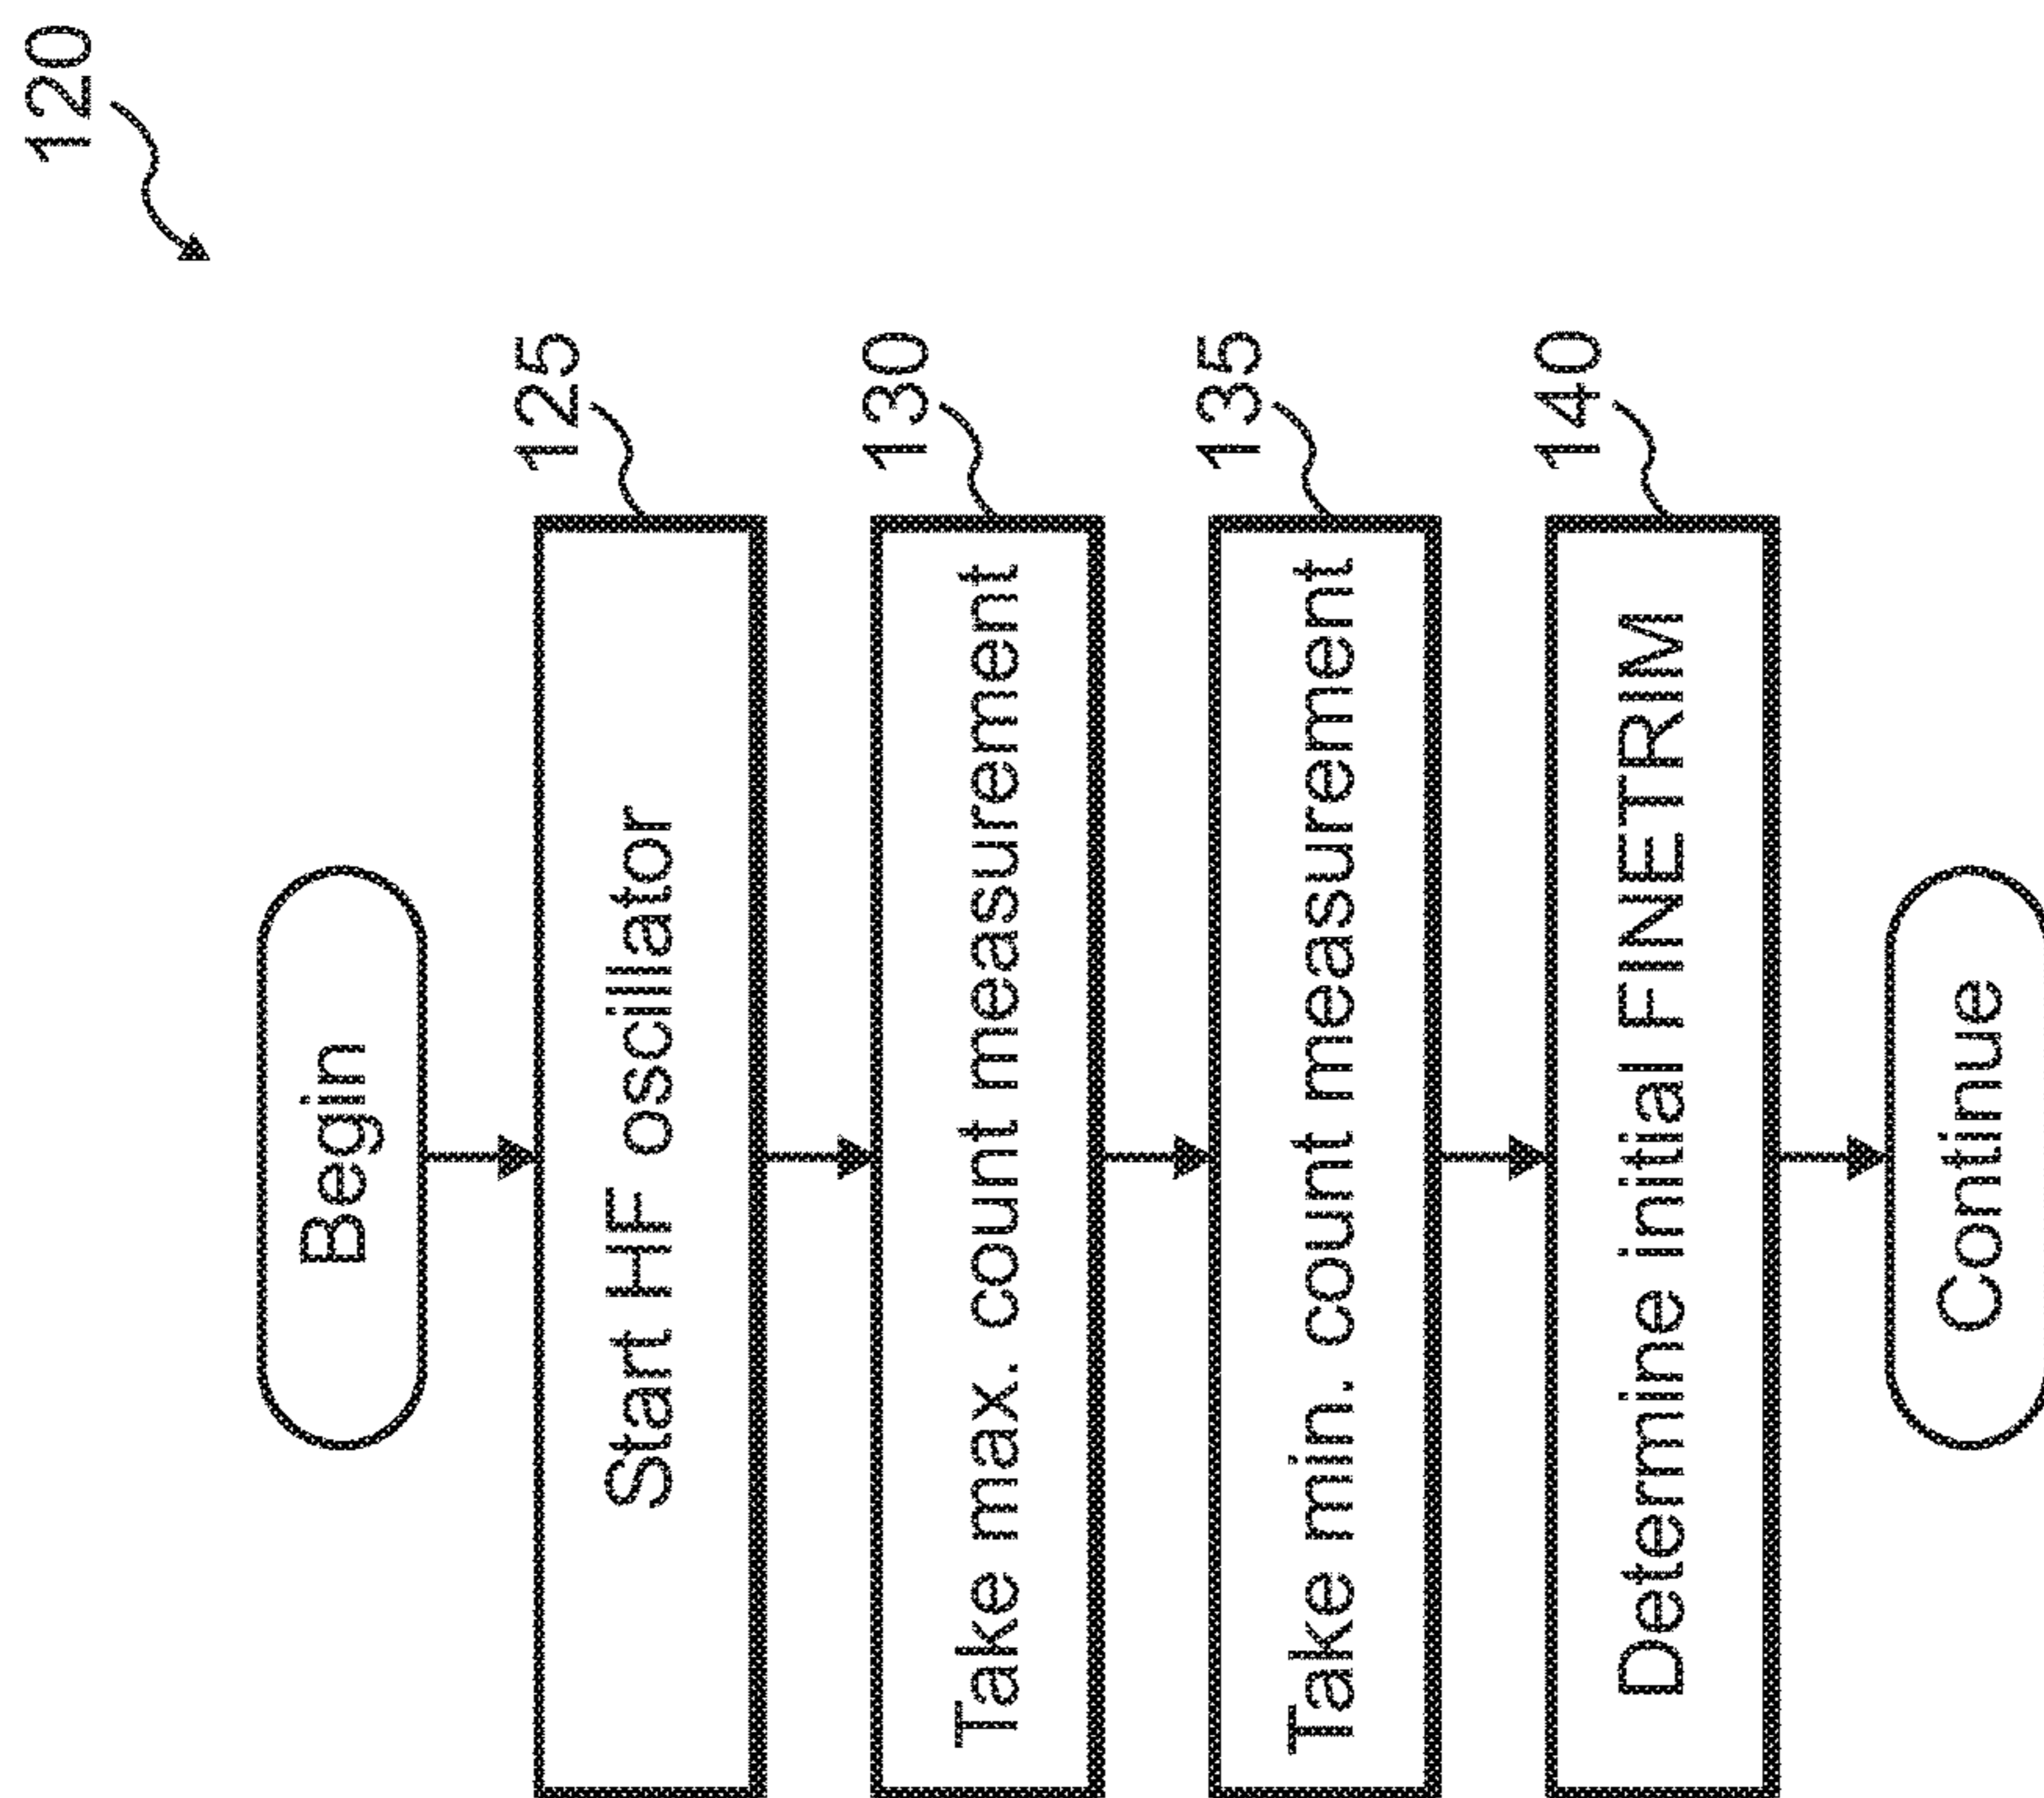 120
Begin
Start HF oscillator
125
Take max. count measurement
130
Take min. count measurement
135
Determine initial FINETRIM
140
Continue